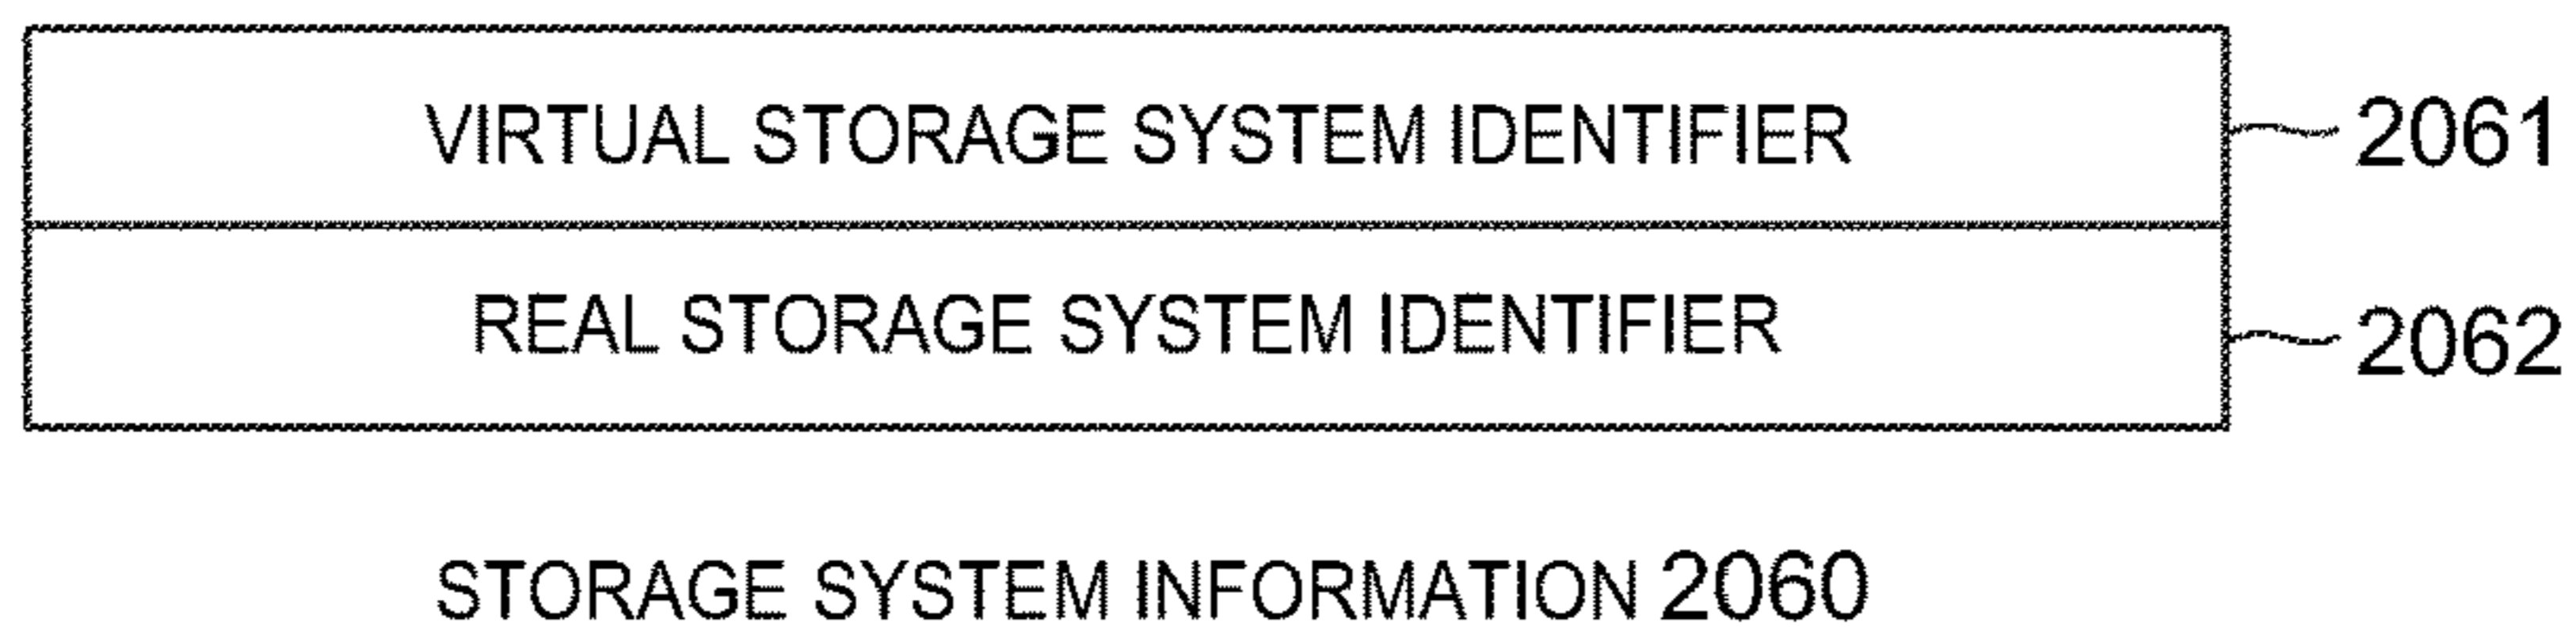 VIRTUAL STORAGE SYSTEM IDENTIFIER 2061
REAL STORAGE SYSTEM IDENTIFIER 2062
STORAGE SYSTEM INFORMATION 2060